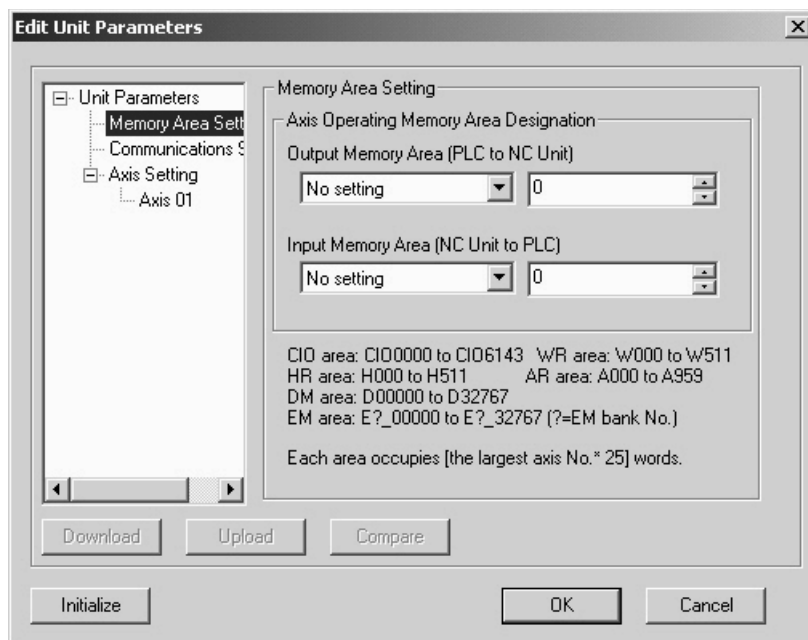 Edit Unit Parameters
Unit Parameters
Memory Area Sett
Communications S
Axis Setting
Axis 01
Memory Area Setting
Axis Operating Memory Area Designation
Output Memory Area (PLC to NC Unit)
No setting 0
Input Memory Area (NC Unit to PLC)
No setting 0
CIO area: CIO0000 to CIO6143 WR area: W000 to W511
HR area: H000 to H511 AR area: A000 to A959
DM area: D00000 to D32767
EM area: E?_00000 to E?_32767 (?=EM bank No.)
Each area occupies [the largest axis No.* 25] words.
Download Upload Compare
Initialize OK Cancel